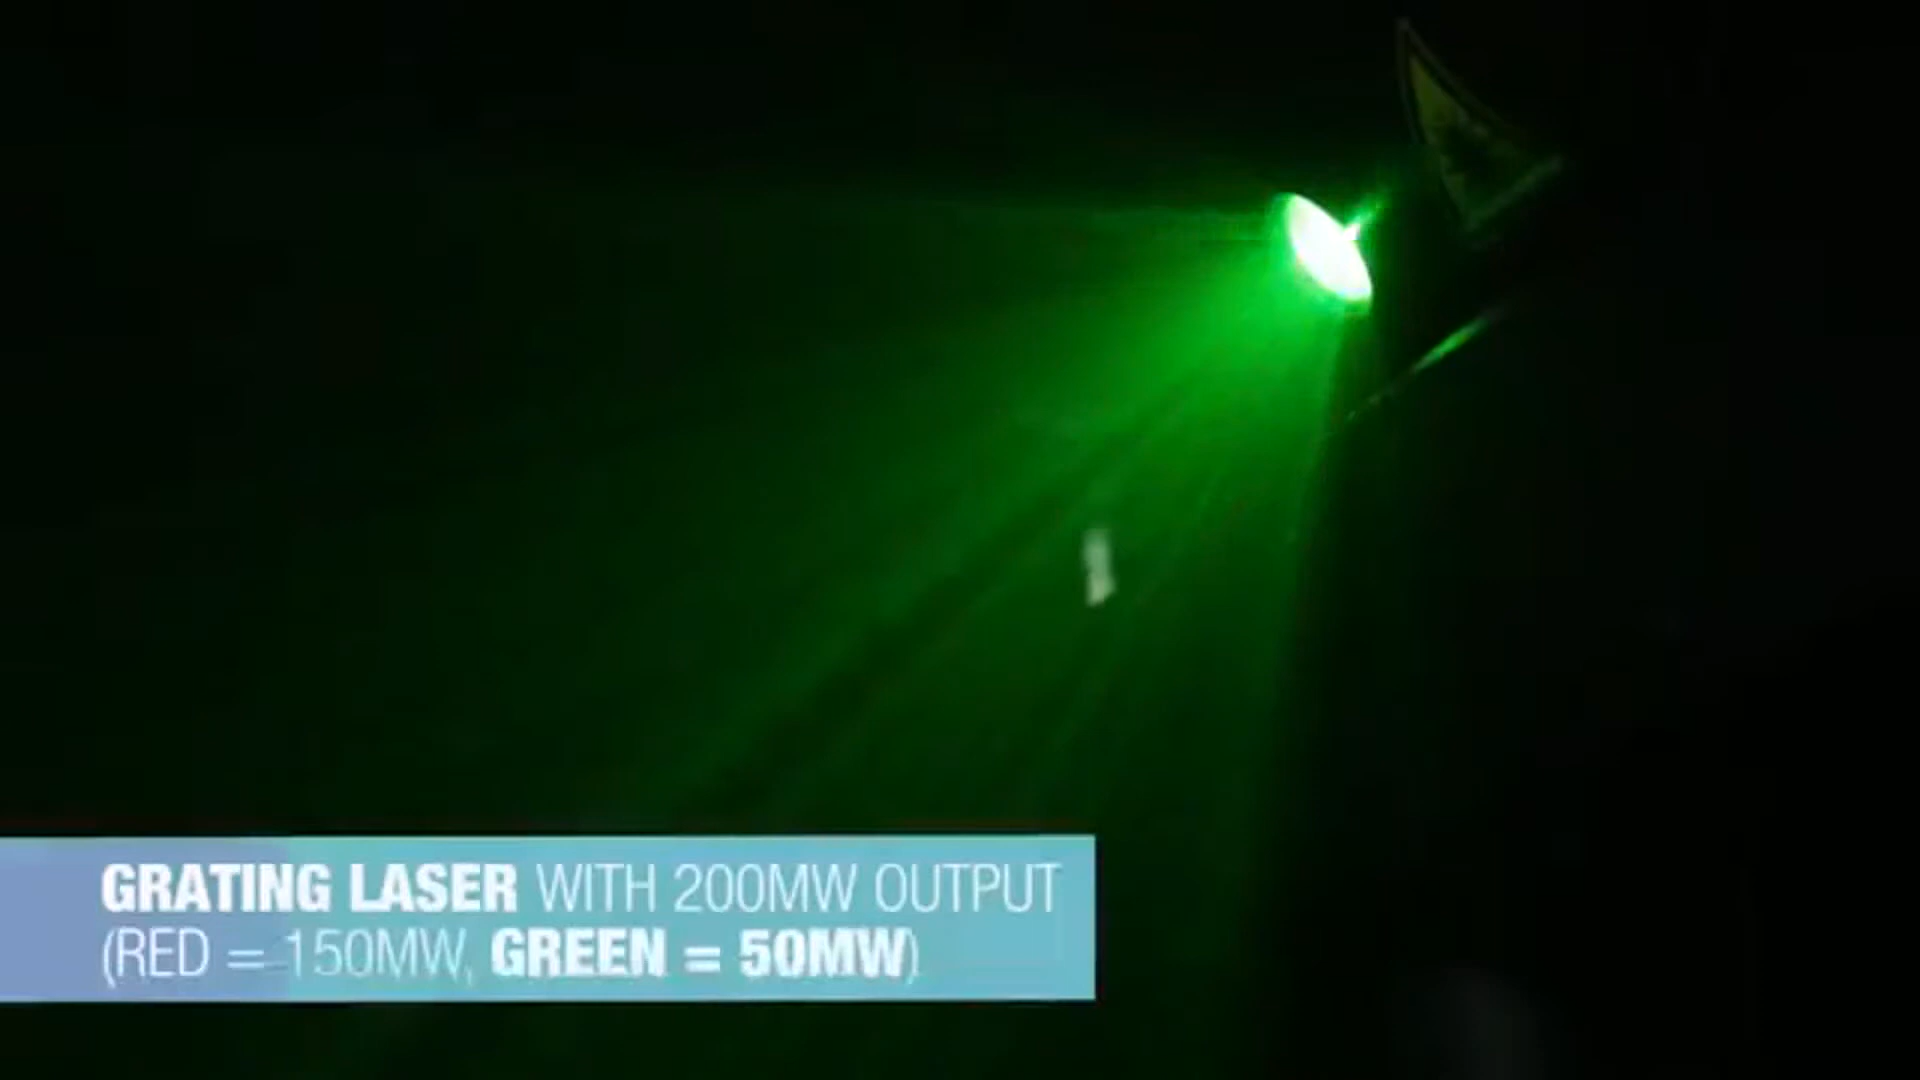 GRATING LASER WITH 200MW OUTPUT
(RED = 150MW, GREEN = 50MW)